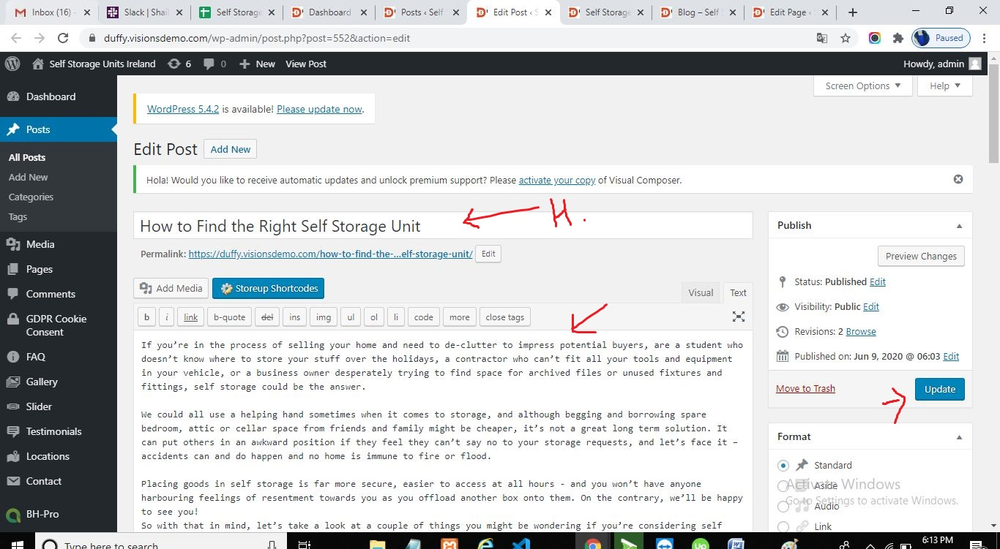 Inbox (16) -
Slack | Shail
Self Storage
Dashboard
Posts ‹ Self
Edit Post ‹ S
Self Storage
Blog – Self S
Edit Page ‹
duffy.visionsdemo.com/wp-admin/post.php?post=552&action=edit
Paused
Self Storage Units Ireland
6
0
New
View Post
Howdy, admin
Dashboard
Posts
All Posts
Add New
Categories
Tags
Media
Pages
Comments
GDPR Cookie
Consent
FAQ
Gallery
Slider
Testimonials
Locations
Contact
BH-Pro
Screen Options
Help
WordPress 5.4.2 is available! Please update now.
Edit Post
Add New
Hola! Would you like to receive automatic updates and unlock premium support? Please activate your copy of Visual Composer.
H.
How to Find the Right Self Storage Unit
Permalink: https://duffy.visionsdemo.com/how-to-find-the-...elf-storage-unit/
Edit
Add Media
Storeup Shortcodes
Visual
Text
b
i
link
b-quote
del
ins
img
ul
ol
li
code
more
close tags
If you’re in the process of selling your home and need to de-clutter to impress potential buyers, are a student who
doesn’t know where to store your stuff over the holidays, a contractor who can’t fit all your tools and equipment
in your vehicle, or a business owner desperately trying to find space for archived files or unused fixtures and
fittings, self storage could be the answer.
We could all use a helping hand sometimes when it comes to storage, and although begging and borrowing spare
bedroom, attic or cellar space from friends and family might be cheaper, it’s not a great long term solution. It
can put others in an awkward position if they feel they can’t say no to your storage requests, and let’s face it –
accidents can and do happen and no home is immune to fire or flood.
Placing goods in self storage is far more secure, easier to access at all hours - and you won’t have anyone
harbouring feelings of resentment towards you as you offload another box onto them. On the contrary, we’ll be happy
to see you!
So with that in mind, let’s take a look at a couple of things you might be wondering if you’re considering self
Publish
Preview Changes
Status: Published Edit
Visibility: Public Edit
Revisions: 2 Browse
Published on: Jun 9, 2020 @ 06:03 Edit
Move to Trash
Update
Format
Standard
Aside
Audio
Link
Activate Windows
Go to Settings to activate Windows.
Type here to search
6:13 PM